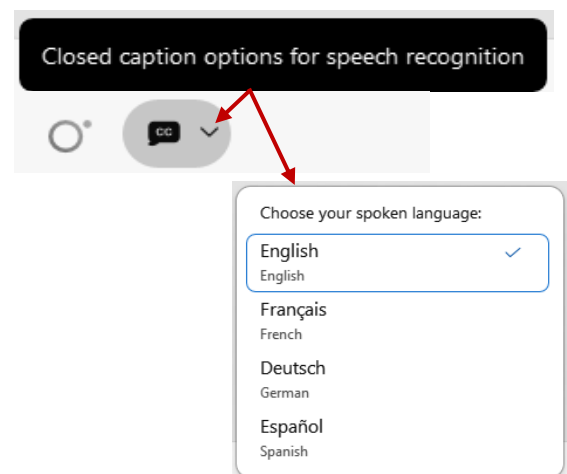 Closed caption options for speech recognition
CC
Choose your spoken language:
English
English
Français
French
Deutsch
German
Español
Spanish